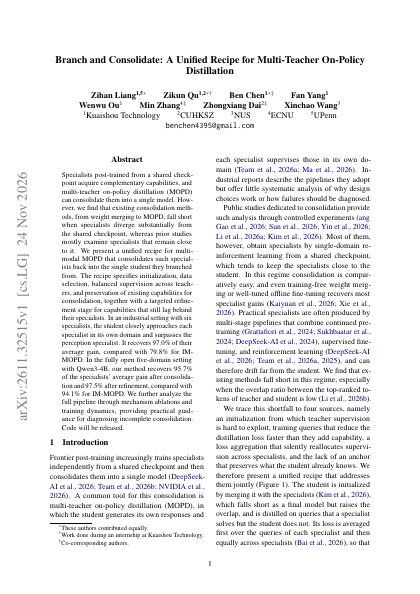 Branch and Consolidate: A Unified Recipe for Multi-Teacher On-Policy
Distillation
Zihan Liang1,5* Zikun Qu1,2*† Ben Chen1*‡ Fan Yang1
Wenwu Ou1 Min Zhang4‡ Zhongxiang Dai2‡ Xinchao Wang3
1Kuaishou Technology 2CUHKSZ 3NUS 4ECNU 5UPenn
benchen4395@gmail.com
arXiv:2611.32515v1 [cs.LG] 24 Nov 2026
Abstract
Specialists post-trained from a shared check-
point acquire complementary capabilities, and
multi-teacher on-policy distillation (MOPD)
can consolidate them into a single model. How-
ever, we find that existing consolidation meth-
ods, from weight merging to MOPD, fall short
when specialists diverge substantially from
the shared checkpoint, whereas prior studies
mostly examine specialists that remain close
to it. We present a unified recipe for multi-
modal MOPD that consolidates such special-
ists back into the single student they branched
from. The recipe specifies initialization, data
selection, balanced supervision across teach-
ers, and preservation of existing capabilities for
consolidation, together with a targeted refine-
ment stage for capabilities that still lag behind
their specialists. In an industrial setting with six
specialists, the student closely approaches each
specialist in its own domain and surpasses the
perception specialist. It recovers 97.0% of
their average gain, compared with 79.8% for IM-
MOPD. In the fully open five-domain setting
with Qwen3-4B, our method recovers 95.7%
of the specialists' average gain after consolida-
tion and 97.5% after refinement, compared with
94.1% for IM-MOPD. We further analyze the
full pipeline through mechanism ablations and
training dynamics, providing practical guid-
ance for diagnosing incomplete consolidation.
Code will be released.
1 Introduction
Frontier post-training increasingly trains specialists
independently from a shared checkpoint and then
consolidates them into a single model (DeepSeek-
AI et al., 2026; Team et al., 2026b; NVIDIA et al.,
2026). A common tool for this consolidation is
multi-teacher on-policy distillation (MOPD), in
which the student generates its own responses and
*These authors contributed equally.
†Work done during an internship at Kuaishou Technology.
‡Co-corresponding authors.
each specialist supervises those in its own do-
main (Team et al., 2026a; Ma et al., 2026). In-
dustrial reports describe the pipelines they adopt
but offer little systematic analysis of why design
choices work or how failures should be diagnosed.
Public studies dedicated to consolidation provide
such analysis through controlled experiments (ang
Gao et al., 2026; Sun et al., 2026; Yin et al., 2026;
Li et al., 2026a; Kim et al., 2026). Most of them,
however, obtain specialists by single-domain re-
inforcement learning from a shared checkpoint,
which tends to keep the specialists close to the
student. In this regime consolidation is compara-
tively easy, and even training-free weight merg-
ing or well-tuned offline fine-tuning recovers most
specialist gains (Kaiyuan et al., 2026; Xie et al.,
2026). Practical specialists are often produced by
multi-stage pipelines that combine continued pre-
training (Gramattaki et al., 2024; Sukhbaatar et al.,
2024; DeepSeek-AI et al., 2024), supervised fine-
tuning, and reinforcement learning (DeepSeek-AI
et al., 2026; Team et al., 2026a, 2025), and can
therefore drift far from the student. We find that ex-
isting methods fall short in this regime, especially
when the overlap ratio between the top-ranked to-
kens of teacher and student is low (Li et al., 2026b).
We trace this shortfall to four sources, namely
an initialization from which teacher supervision
is hard to exploit, training queries that reduce the
distillation loss faster than they add capability, a
loss aggregation that silently reallocates supervi-
sion across specialists, and the lack of an anchor
that preserves what the student already knows. We
therefore present a unified recipe that addresses
them jointly (Figure 1). The student is initialized
by merging it with the specialists (Kim et al., 2026),
which falls short as a final model but raises the
overlap, and is distilled on queries that a specialist
solves but the student does not. Its loss is averaged
first over the queries of each specialist and then
equally across specialists (Bai et al., 2026), so that
1